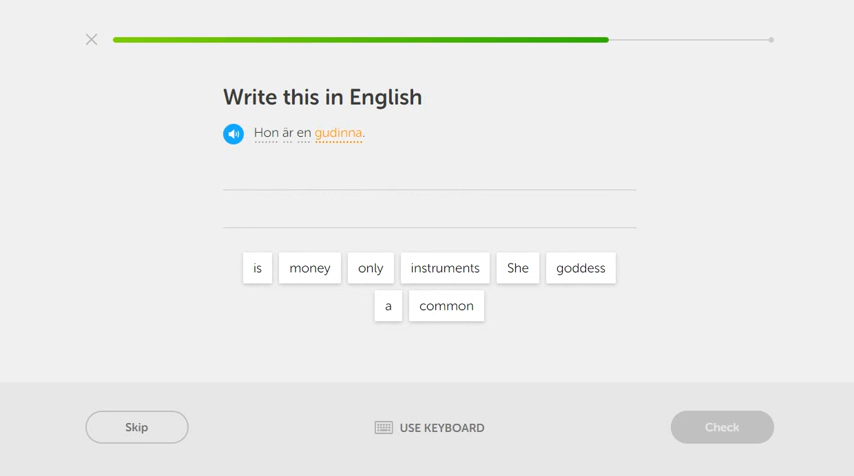 Write this in English
Hon är en gudinna.
is money only instruments She goddess
a common
Skip USE KEYBOARD Check